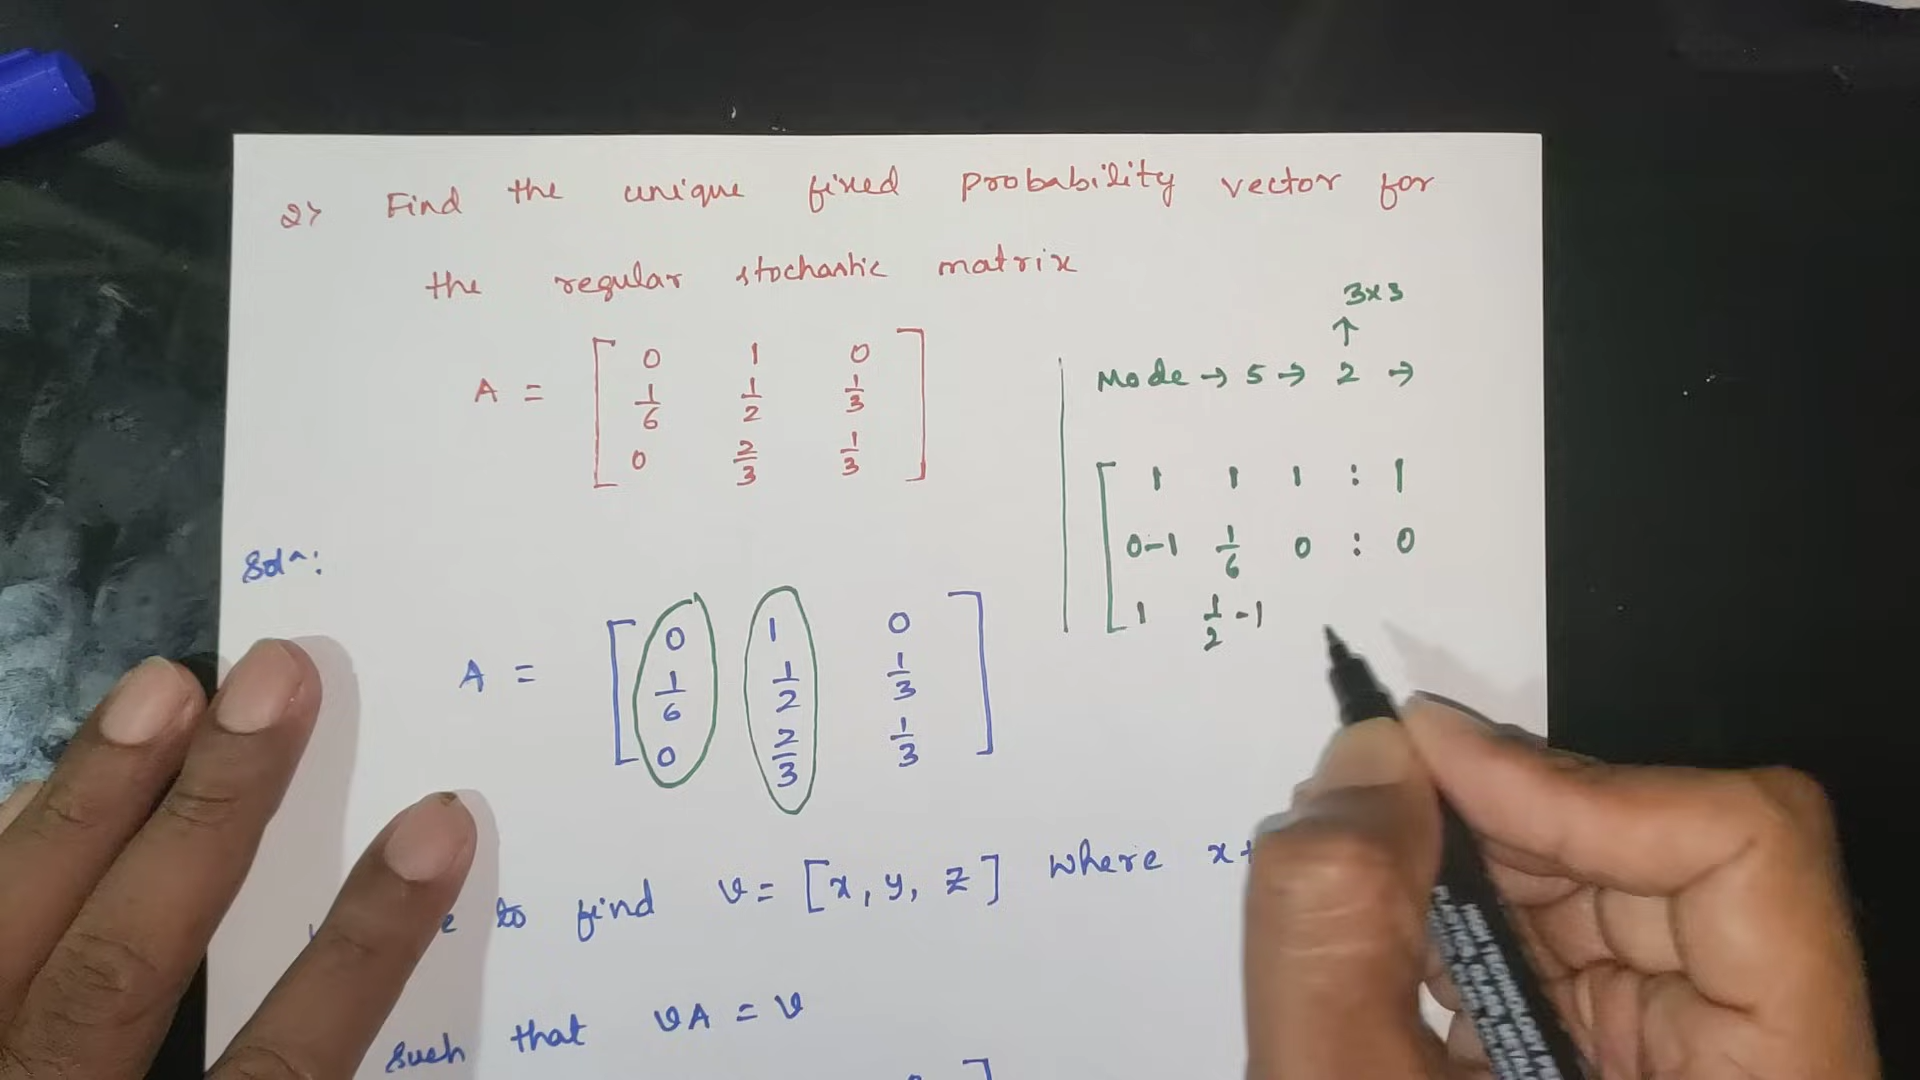 2> Find the unique fixed probability vector for
the regular stochastic matrix
A = [ 0 1 0
1/6 1/2 1/3
0 2/3 1/3 ]
3x3
↑
Mode → 5 → 2 →
[ 1 1 1 : 1
0-1 1/6 0 : 0
1 1/2 -1
Solⁿ:
A = [ 0 1 0
1/6 1/2 1/3
0 2/3 1/3 ]
to find v = [x, y, z] where x+
such that vA = v
HIGH TECHNOLOGY